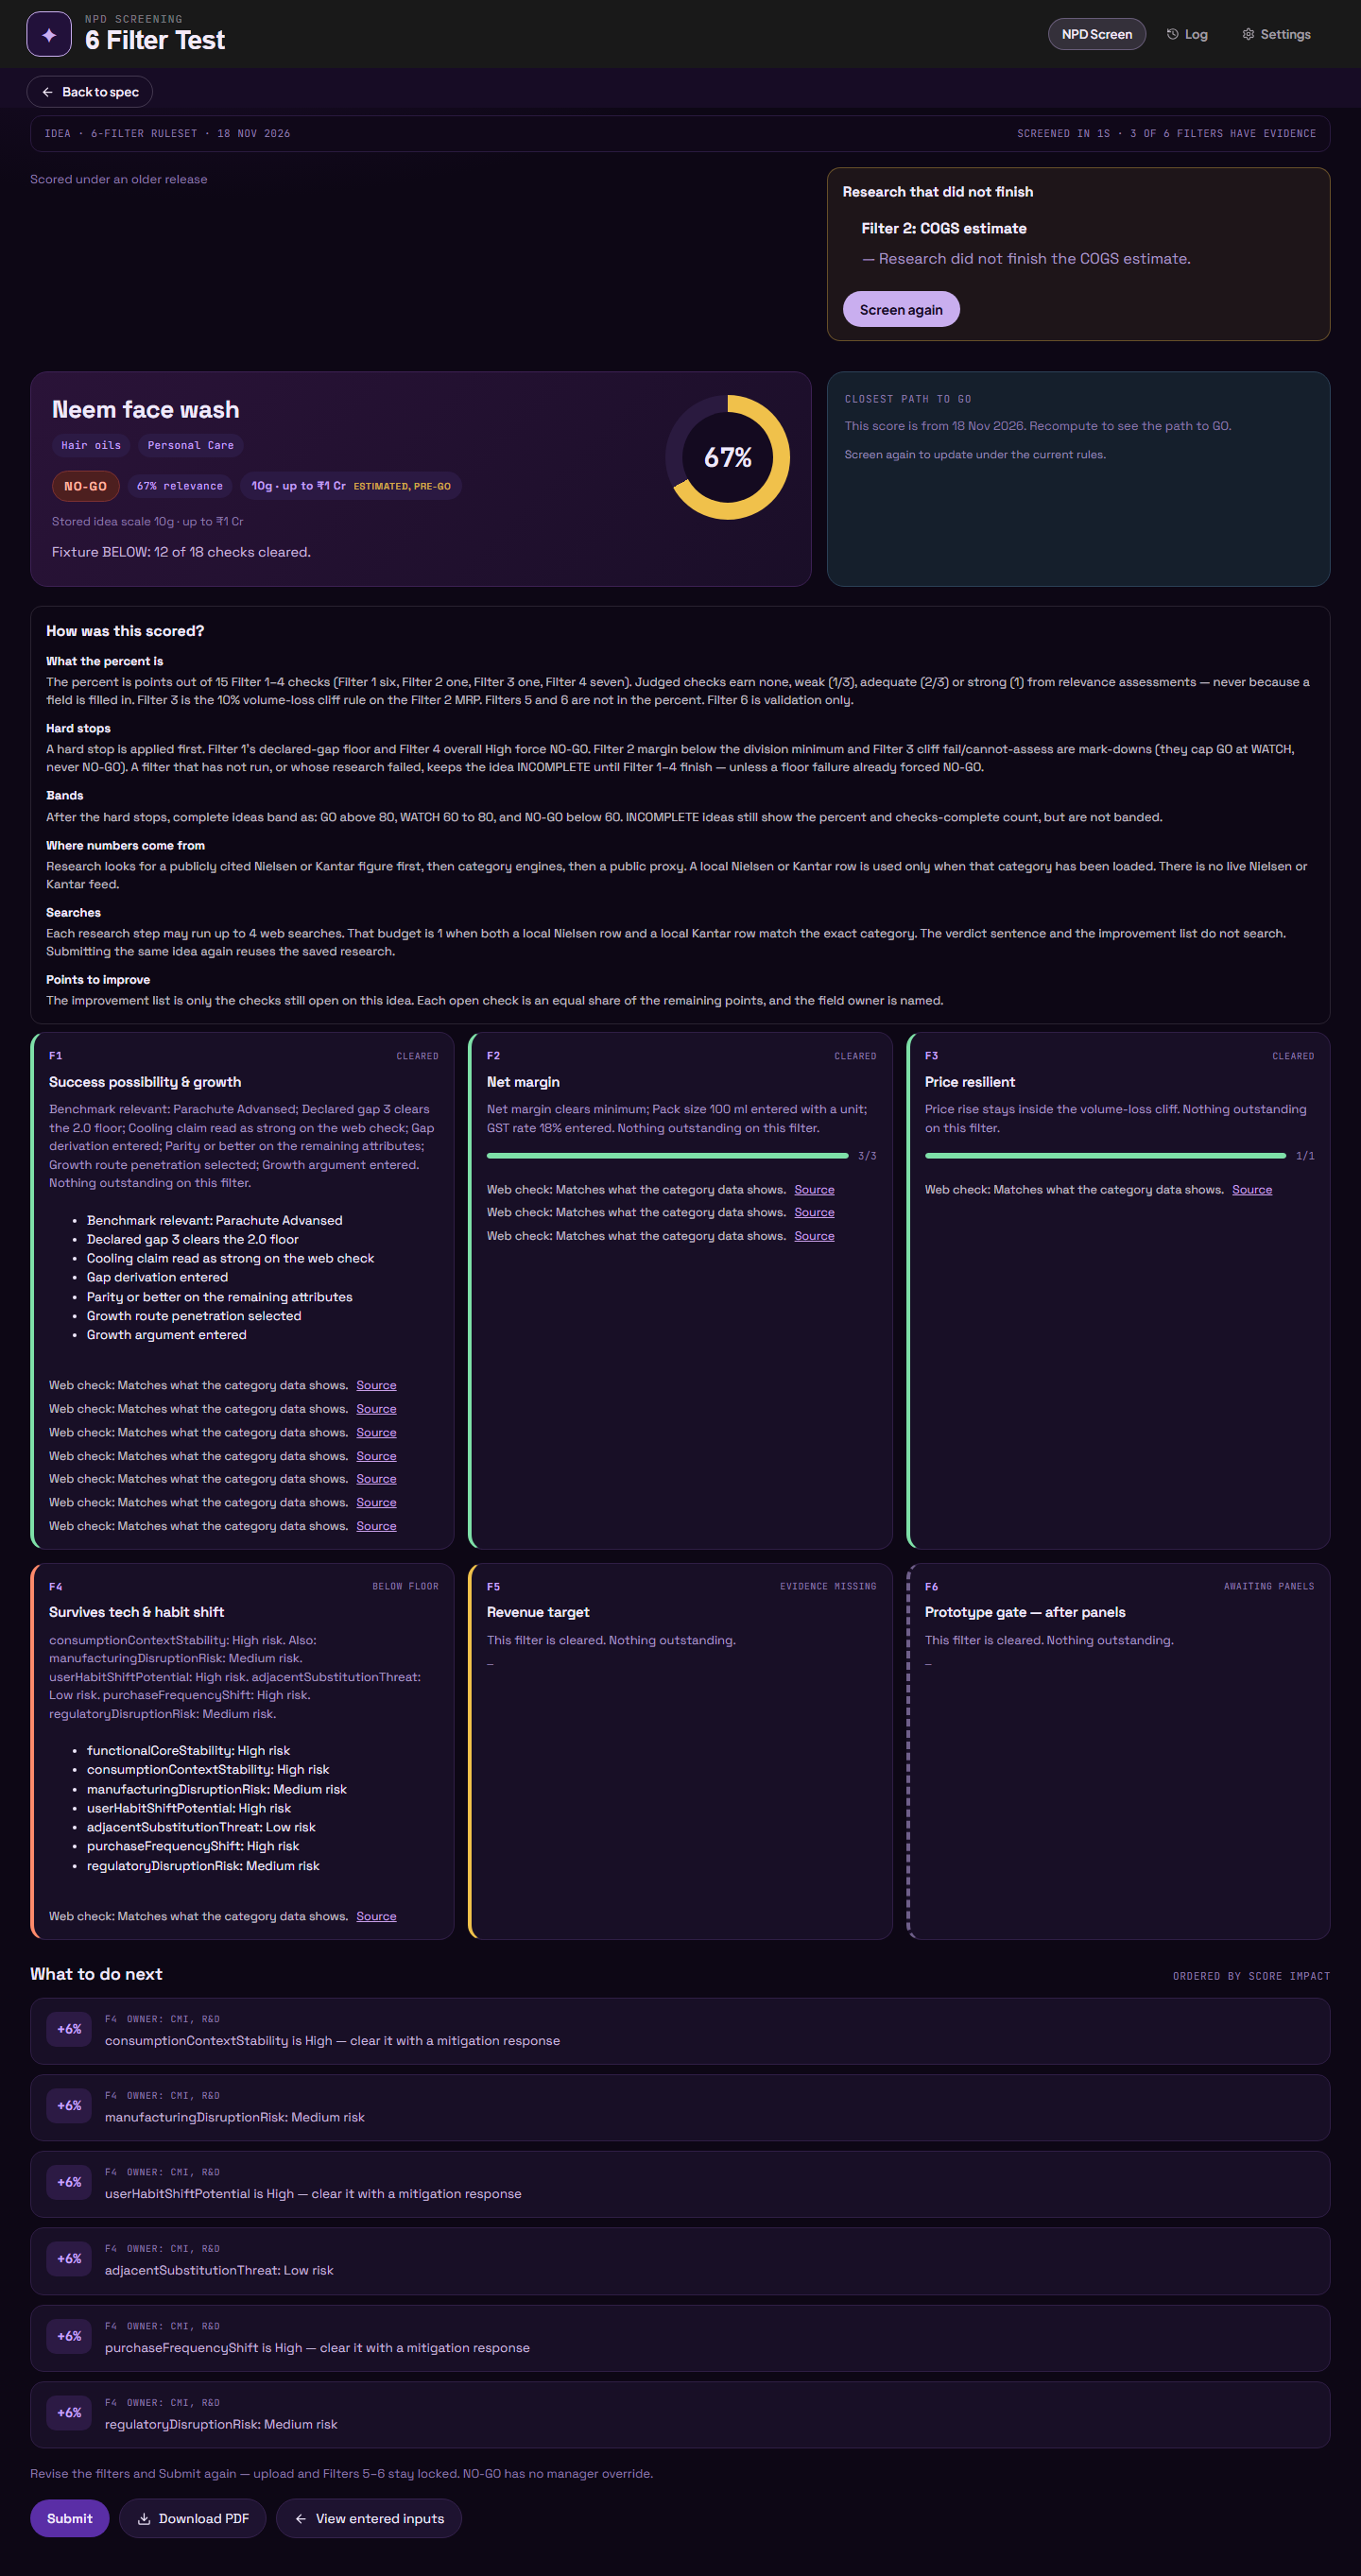 NPD SCREENING
6 Filter Test
NPD Screen
Log
Settings
Back to spec
IDEA · 6-FILTER RULESET · 18 NOV 2026
SCREENED IN 1S · 3 OF 6 FILTERS HAVE EVIDENCE
Scored under an older release
Research that did not finish
Filter 2: COGS estimate
— Research did not finish the COGS estimate.
Screen again
Neem face wash
Hair oils
Personal Care
NO-GO
67% relevance
10g · up to ₹1 Cr ESTIMATED, PRE-GO
Stored idea scale 10g · up to ₹1 Cr
Fixture BELOW: 12 of 18 checks cleared.
67%
CLOSEST PATH TO GO
This score is from 18 Nov 2026. Recompute to see the path to GO.
Screen again to update under the current rules.
How was this scored?
What the percent is
The percent is points out of 15 Filter 1–4 checks (Filter 1 six, Filter 2 one, Filter 3 one, Filter 4 seven). Judged checks earn none, weak (1/3), adequate (2/3) or strong (1) from relevance assessments — never because a
field is filled in. Filter 3 is the 10% volume-loss cliff rule on the Filter 2 MRP. Filters 5 and 6 are not in the percent. Filter 6 is validation only.
Hard stops
A hard stop is applied first. Filter 1's declared-gap floor and Filter 4 overall High force NO-GO. Filter 2 margin below the division minimum and Filter 3 cliff fail/cannot-assess are mark-downs (they cap GO at WATCH,
never NO-GO). A filter that has not run, or whose research failed, keeps the idea INCOMPLETE until Filter 1–4 finish — unless a floor failure already forced NO-GO.
Bands
After the hard stops, complete ideas band as: GO above 80, WATCH 60 to 80, and NO-GO below 60. INCOMPLETE ideas still show the percent and checks-complete count, but are not banded.
Where numbers come from
Research looks for a publicly cited Nielsen or Kantar figure first, then category engines, then a public proxy. A local Nielsen or Kantar row is used only when that category has been loaded. There is no live Nielsen or
Kantar feed.
Searches
Each research step may run up to 4 web searches. That budget is 1 when both a local Nielsen row and a local Kantar row match the exact category. The verdict sentence and the improvement list do not search.
Submitting the same idea again reuses the saved research.
Points to improve
The improvement list is only the checks still open on this idea. Each open check is an equal share of the remaining points, and the field owner is named.
F1
CLEARED
Success possibility & growth
Benchmark relevant: Parachute Advansed; Declared gap 3 clears
the 2.0 floor; Cooling claim read as strong on the web check; Gap
derivation entered; Parity or better on the remaining attributes;
Growth route penetration selected; Growth argument entered.
Nothing outstanding on this filter.
• Benchmark relevant: Parachute Advansed
• Declared gap 3 clears the 2.0 floor
• Cooling claim read as strong on the web check
• Gap derivation entered
• Parity or better on the remaining attributes
• Growth route penetration selected
• Growth argument entered
Web check: Matches what the category data shows. Source
Web check: Matches what the category data shows. Source
Web check: Matches what the category data shows. Source
Web check: Matches what the category data shows. Source
Web check: Matches what the category data shows. Source
Web check: Matches what the category data shows. Source
Web check: Matches what the category data shows. Source
F2
CLEARED
Net margin
Net margin clears minimum; Pack size 100 ml entered with a unit;
GST rate 18% entered. Nothing outstanding on this filter.
3/3
Web check: Matches what the category data shows. Source
Web check: Matches what the category data shows. Source
Web check: Matches what the category data shows. Source
F3
CLEARED
Price resilient
Price rise stays inside the volume-loss cliff. Nothing outstanding
on this filter.
1/1
Web check: Matches what the category data shows. Source
F4
BELOW FLOOR
Survives tech & habit shift
consumptionContextStability: High risk. Also:
manufacturingDisruptionRisk: Medium risk.
userHabitShiftPotential: High risk. adjacentSubstitutionThreat:
Low risk. purchaseFrequencyShift: High risk.
regulatoryDisruptionRisk: Medium risk.
• functionalCoreStability: High risk
• consumptionContextStability: High risk
• manufacturingDisruptionRisk: Medium risk
• userHabitShiftPotential: High risk
• adjacentSubstitutionThreat: Low risk
• purchaseFrequencyShift: High risk
• regulatoryDisruptionRisk: Medium risk
Web check: Matches what the category data shows. Source
F5
EVIDENCE MISSING
Revenue target
This filter is cleared. Nothing outstanding.
—
F6
AWAITING PANELS
Prototype gate — after panels
This filter is cleared. Nothing outstanding.
—
What to do next
ORDERED BY SCORE IMPACT
+6%
F4 OWNER: CMI, R&D
consumptionContextStability is High — clear it with a mitigation response
+6%
F4 OWNER: CMI, R&D
manufacturingDisruptionRisk: Medium risk
+6%
F4 OWNER: CMI, R&D
userHabitShiftPotential is High — clear it with a mitigation response
+6%
F4 OWNER: CMI, R&D
adjacentSubstitutionThreat: Low risk
+6%
F4 OWNER: CMI, R&D
purchaseFrequencyShift is High — clear it with a mitigation response
+6%
F4 OWNER: CMI, R&D
regulatoryDisruptionRisk: Medium risk
Revise the filters and Submit again — upload and Filters 5–6 stay locked. NO-GO has no manager override.
Submit
Download PDF
View entered inputs